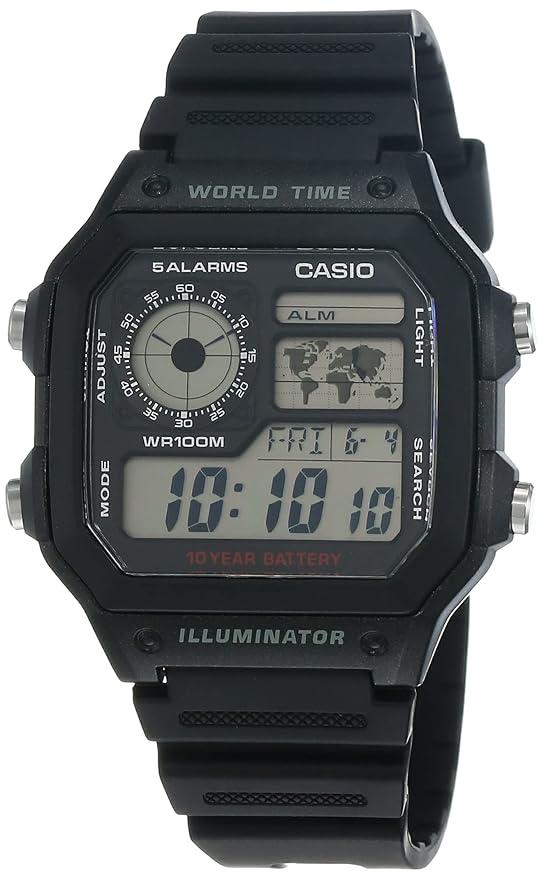 WORLD TIME
5 ALARMS CASIO
ALM
60
55 05
50 10
45 15
40 20
35 25
30
ADJUST
LIGHT
WR100M
FRI 6-4
MODE
SEARCH
10:10 10
10 YEAR BATTERY
ILLUMINATOR